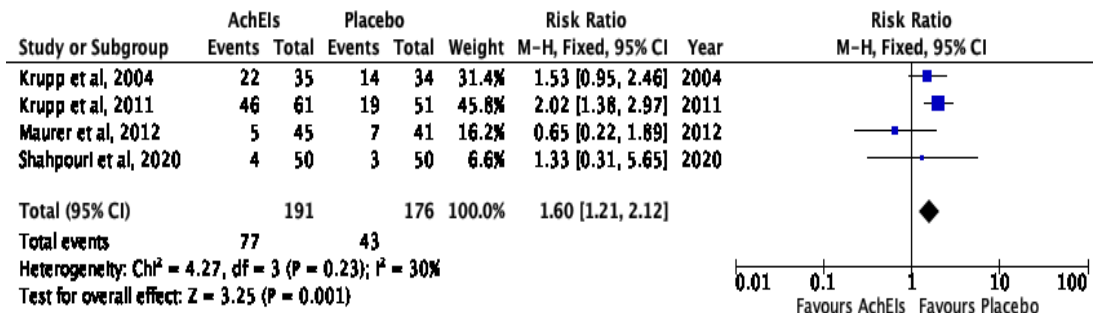 AchEIs Placebo Risk Ratio Risk Ratio
Study or Subgroup Events Total Events Total Weight M-H, Fixed, 95% CI Year M-H, Fixed, 95% CI
Krupp et al, 2004 22 35 14 34 31.4% 1.53 [0.95, 2.46] 2004
Krupp et al, 2011 46 61 19 51 45.8% 2.02 [1.38, 2.97] 2011
Maurer et al, 2012 5 45 7 41 16.2% 0.65 [0.22, 1.89] 2012
Shahpouri et al, 2020 4 50 3 50 6.6% 1.33 [0.31, 5.65] 2020
Total (95% CI) 191 176 100.0% 1.60 [1.21, 2.12]
Total events 77 43
Heterogeneity: Chi² = 4.27, df = 3 (P = 0.23); I² = 30%
Test for overall effect: Z = 3.25 (P = 0.001)
0.01 0.1 1 10 100
Favours AchEIs Favours Placebo